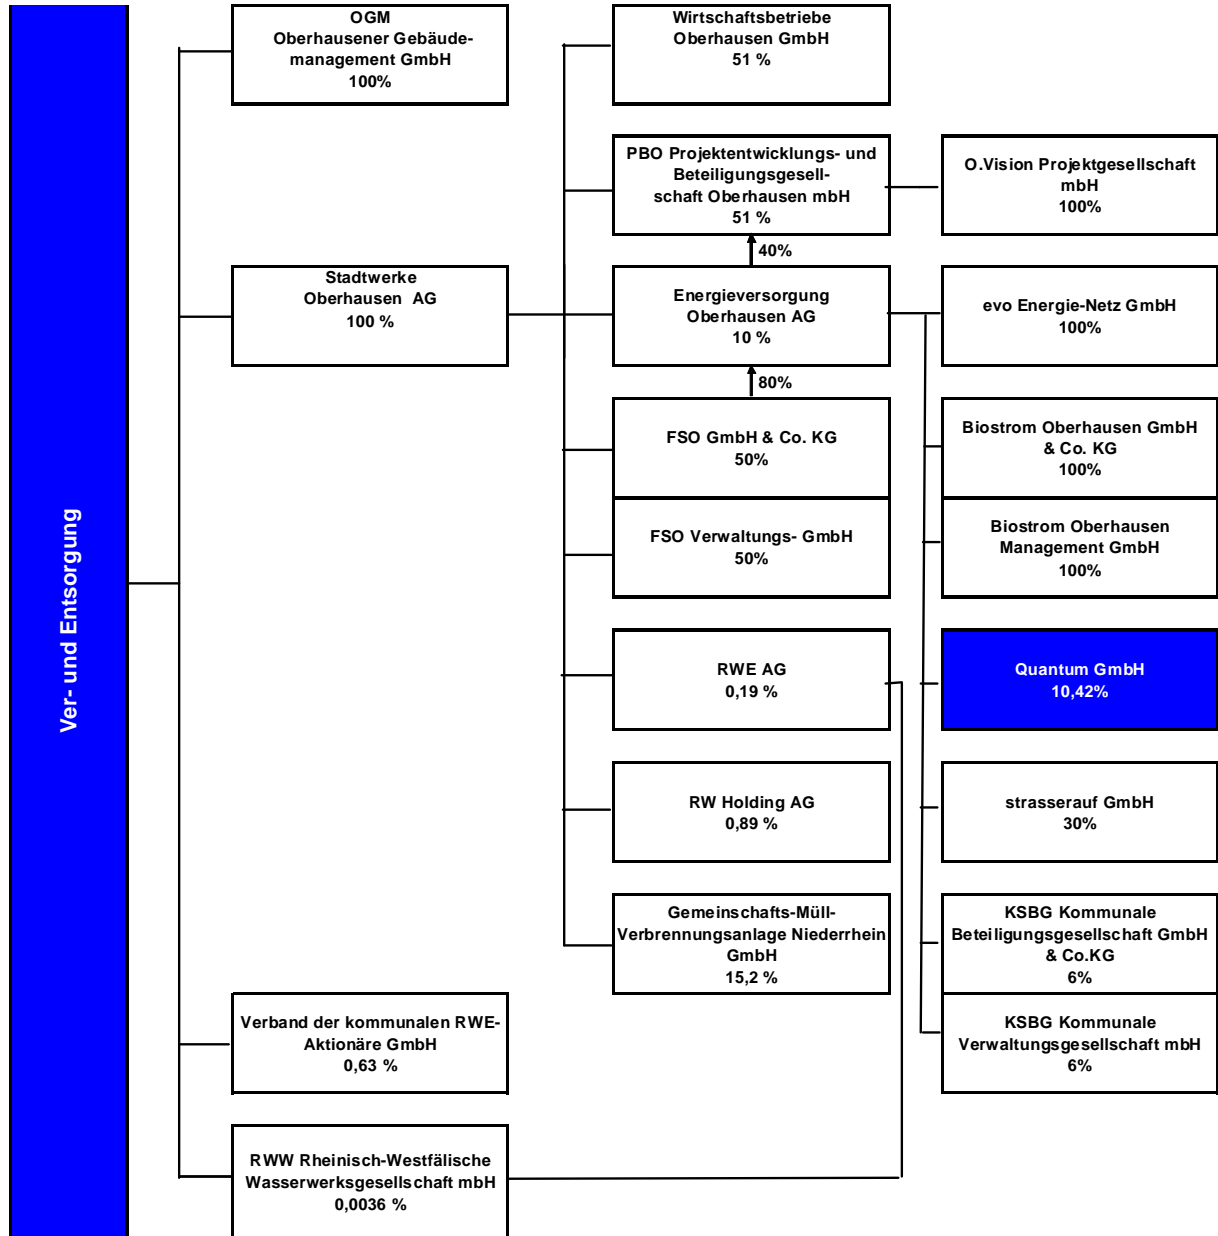 Ver- und Entsorgung
OGM
Oberhausener Gebäude-
management GmbH
100%
Stadtwerke
Oberhausen AG
100 %
Verband der kommunalen RWE-
Aktionäre GmbH
0,63 %
RWW Rheinisch-Westfälische
Wasserwerksgesellschaft mbH
0,0036 %
Wirtschaftsbetriebe
Oberhausen GmbH
51 %
PBO Projektentwicklungs- und
Beteiligungsgesell-
schaft Oberhausen mbH
51 %
40%
Energieversorgung
Oberhausen AG
10 %
80%
FSO GmbH & Co. KG
50%
FSO Verwaltungs- GmbH
50%
RWE AG
0,19 %
RW Holding AG
0,89 %
Gemeinschafts-Müll-
Verbrennungsanlage Niederrhein
GmbH
15,2 %
O.Vision Projektgesellschaft
mbH
100%
evo Energie-Netz GmbH
100%
Biostrom Oberhausen GmbH
& Co. KG
100%
Biostrom Oberhausen
Management GmbH
100%
Quantum GmbH
10,42%
strasserauf GmbH
30%
KSBG Kommunale
Beteiligungsgesellschaft GmbH
& Co.KG
6%
KSBG Kommunale
Verwaltungsgesellschaft mbH
6%